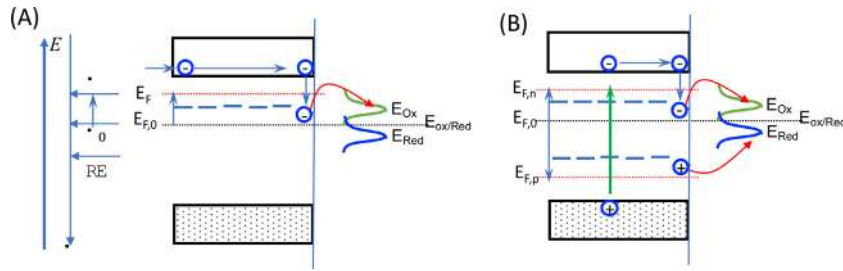 (A)
E
E_F
E_F,0
0
RE
-
-
-
E_Ox
E_ox/Red
E_Red
(B)
-
-
-
E_F,n
E_F,0
E_F,p
E_Ox
E_ox/Red
E_Red
+
+